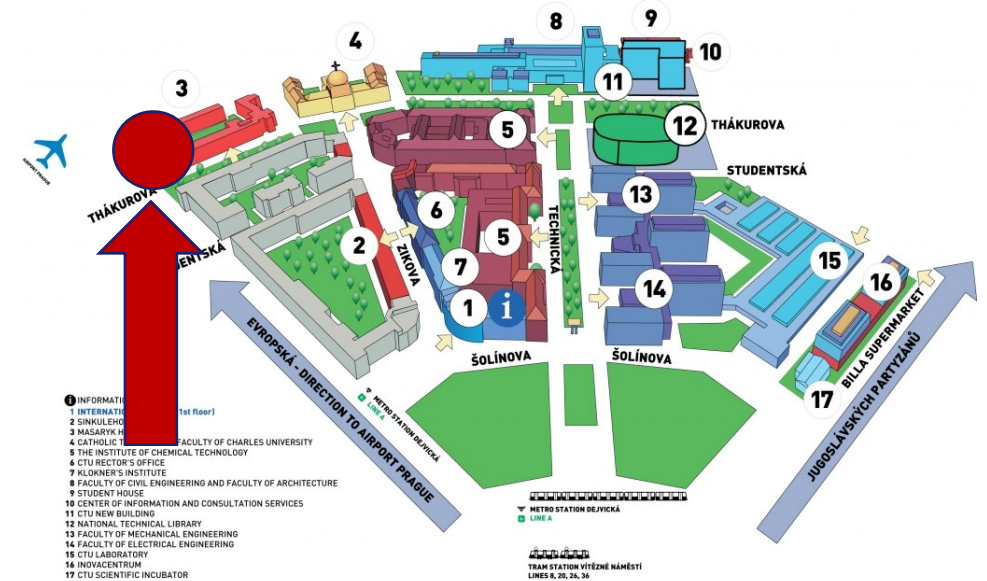 8
9
4
10
3
11
5
12
THÁKUROVA
AIRPORT PRAGUE
STUDENTSKÁ
13
THÁKUROVA
6
TECHNICKÁ
5
2
ZIKOVA
15
7
16
14
1
i
BILLA SUPERMARKET
ŠOLÍNOVA
ŠOLÍNOVA
EVROPSKÁ - DIRECTION TO AIRPORT PRAGUE
JUGOSLÁVSKÝCH PARTYZÁNŮ
17
METRO STATION DEJVICKÁ
LINE A
i
1 (1st floor)
2
3 MASARYK
4 CATHOLIC FACULTY OF CHARLES UNIVERSITY
5 THE INSTITUTE OF CHEMICAL TECHNOLOGY
6 CTU RECTOR'S OFFICE
7 KLOKNER'S INSTITUTE
8 FACULTY OF CIVIL ENGINEERING AND FACULTY OF ARCHITECTURE
9 STUDENT HOUSE
10 CENTER OF INFORMATION AND CONSULTATION SERVICES
11 CTU NEW BUILDING
12 NATIONAL TECHNICAL LIBRARY
13 FACULTY OF MECHANICAL ENGINEERING
14 FACULTY OF ELECTRICAL ENGINEERING
15 CTU LABORATORY
16 INOVACENTRUM
17 CTU SCIENTIFIC INCUBATOR
METRO STATION DEJVICKÁ
LINE A
TRAM STATION VÍTĚZNÉ NÁMĚSTÍ
LINES 8, 20, 26, 36